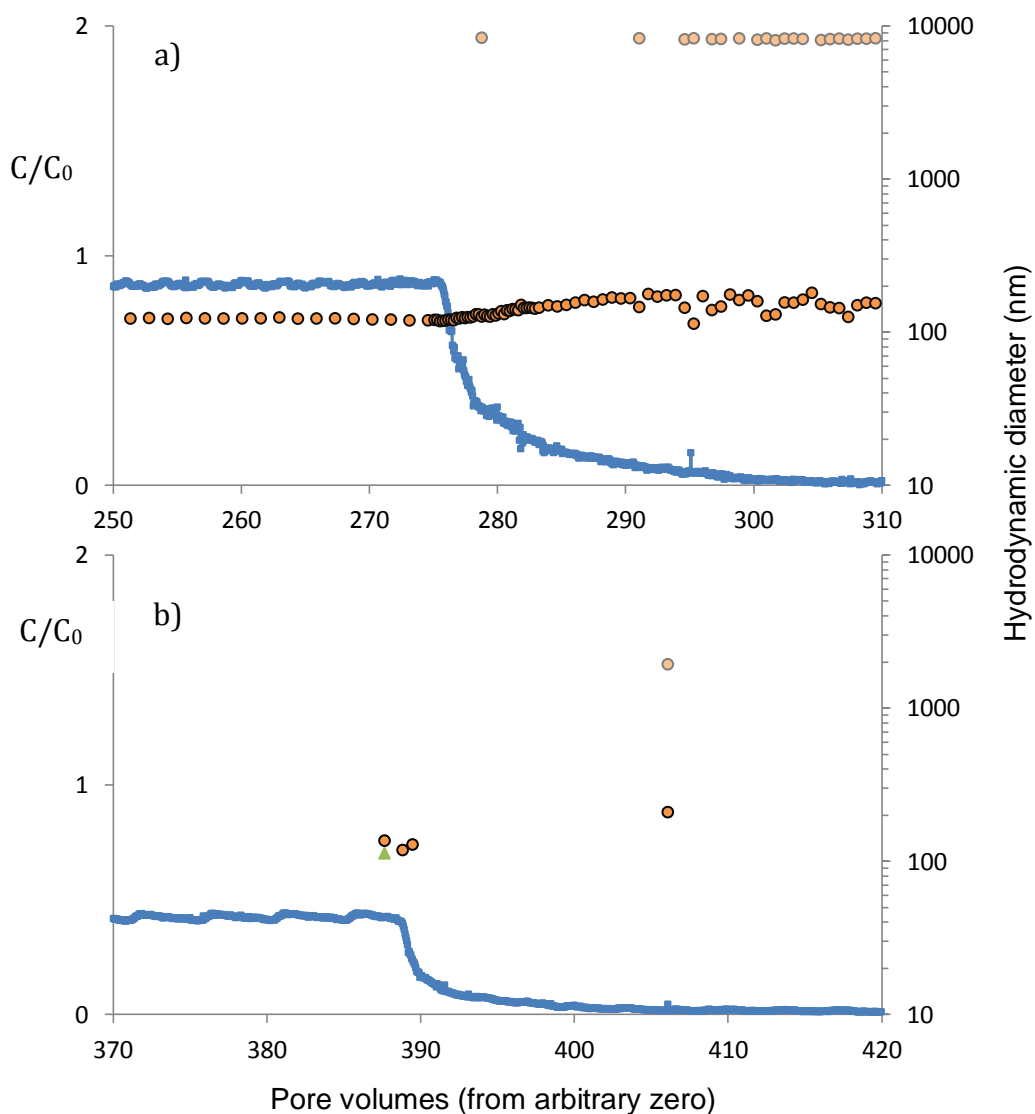 2
10000
a)
1000
C/C0
1
100
0
10
250 260 270 280 290 300 310
2
10000
b)
C/C0
1000
1
100
0
10
370 380 390 400 410 420
Pore volumes (from arbitrary zero)
Hydrodynamic diameter (nm)